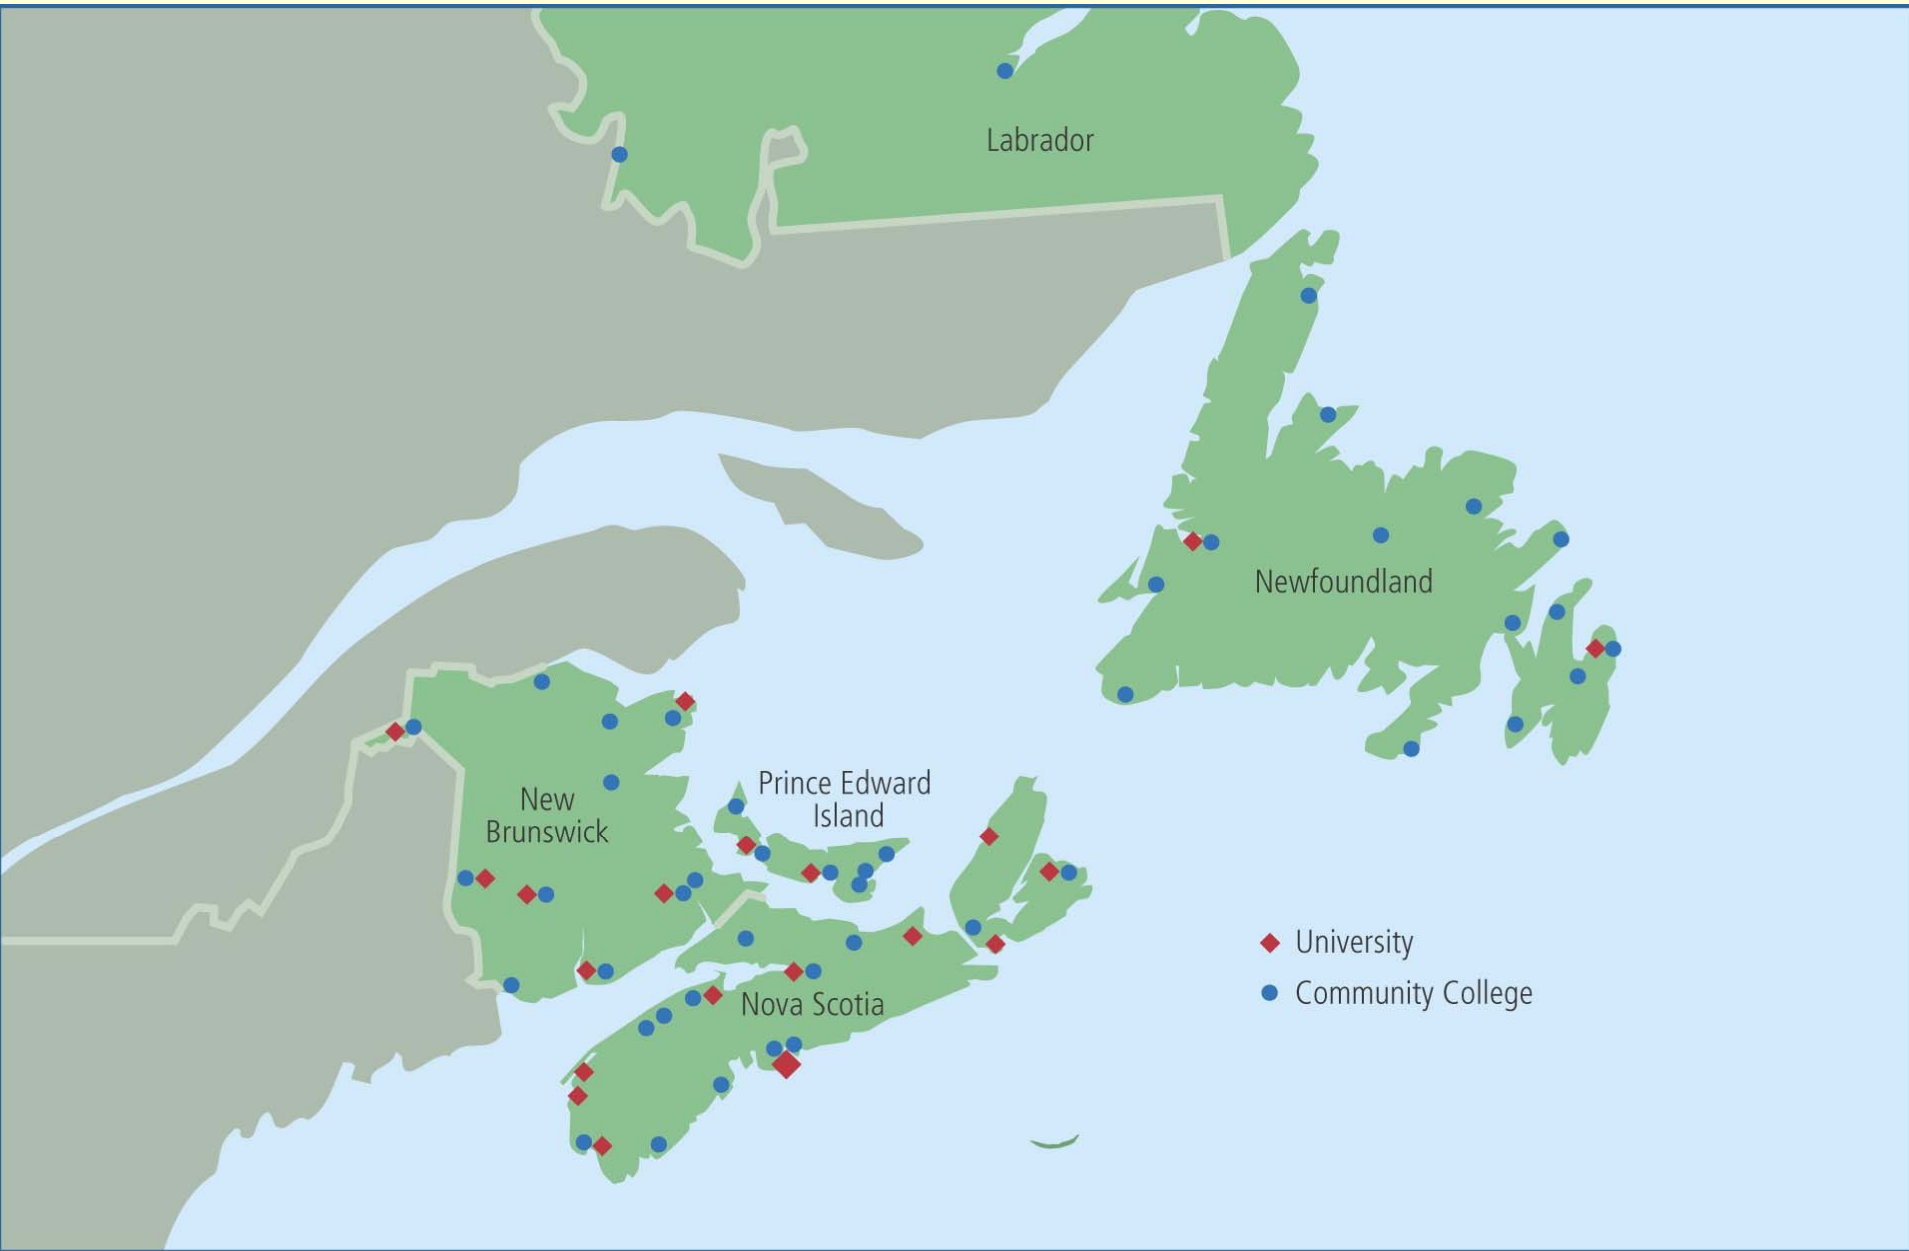 Labrador
Newfoundland
Prince Edward
Island
New
Brunswick
University
Community College
Nova Scotia